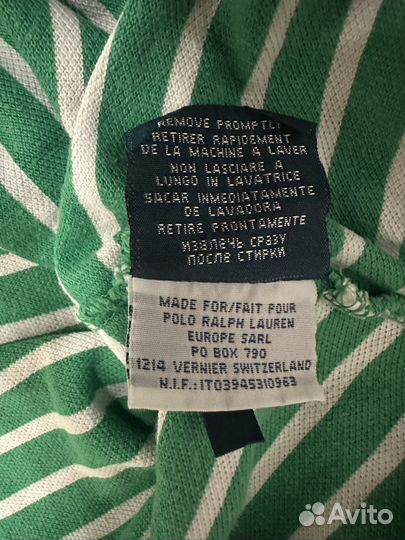 REMOVE PROMPTLY
RETIRER RAPIDEMENT
DE LA MACHINE A LAVER
NON LASCIARE A
LUNGO IN LAVATRICE
SACAR INMEDIATAMENTE
DE LAVADORA
RETIRE PRONTAMENTE
ИЗВЛЕЧЬ СРАЗУ
ПОСЛЕ СТИРКИ
MADE FOR/FAIT POUR
POLO RALPH LAUREN
EUROPE SARL
PO BOX 790
1214 VERNIER SWITZERLAND
N.I.F.:IT03945310963
Avito